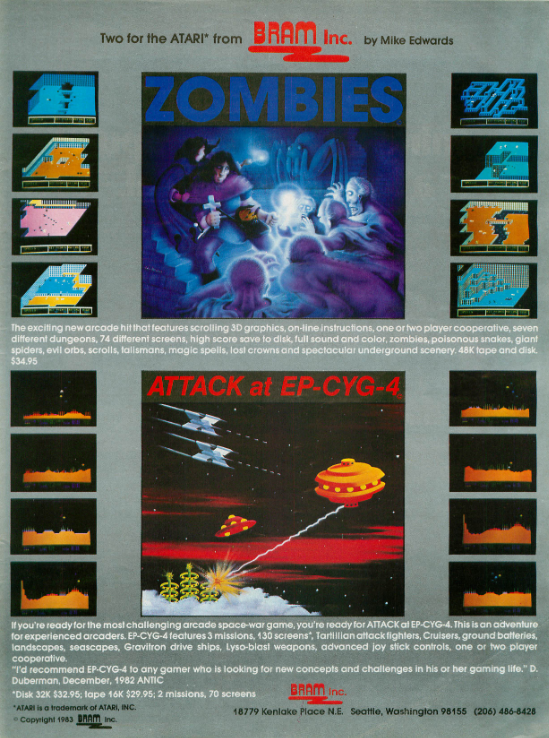 Two for the ATARI* from BRAM Inc. by Mike Edwards
ZOMBIES
The exciting new arcade hit that features scrolling 3D graphics, on-line instructions, one or two player cooperative, seven
different dungeons, 74 different screens, high score save to disk, full sound and color, zombies, poisonous snakes, giant
spiders, evil orbs, scrolls, talismans, magic spells, lost crowns and spectacular underground scenery. 48K tape and disk.
$34.95
ATTACK at EP-CYG-4
If you're ready for the most challenging arcade space-war game, you're ready for ATTACK at EP-CYG-4. This is an adventure
for experienced arcaders. EP-CYG-4 features 3 missions, 130 screens*, Tartillian attack fighters, Cruisers, ground batteries,
landscapes, seascapes, Gravitron drive ships, Lyso-blast weapons, advanced joy stick controls, one or two player
cooperative.
"I'd recommend EP-CYG-4 to any gamer who is looking for new concepts and challenges in his or her gaming life." D.
Duberman, December, 1982 ANTIC
*Disk 32K $32.95; tape 16K $29.95; 2 missions, 70 screens
BRAM Inc.
*ATARI is a trademark of ATARI, INC.
18779 Kenlake Place N.E. Seattle, Washington 98155 (206) 486-8428
© Copyright 1983 BRAM Inc.